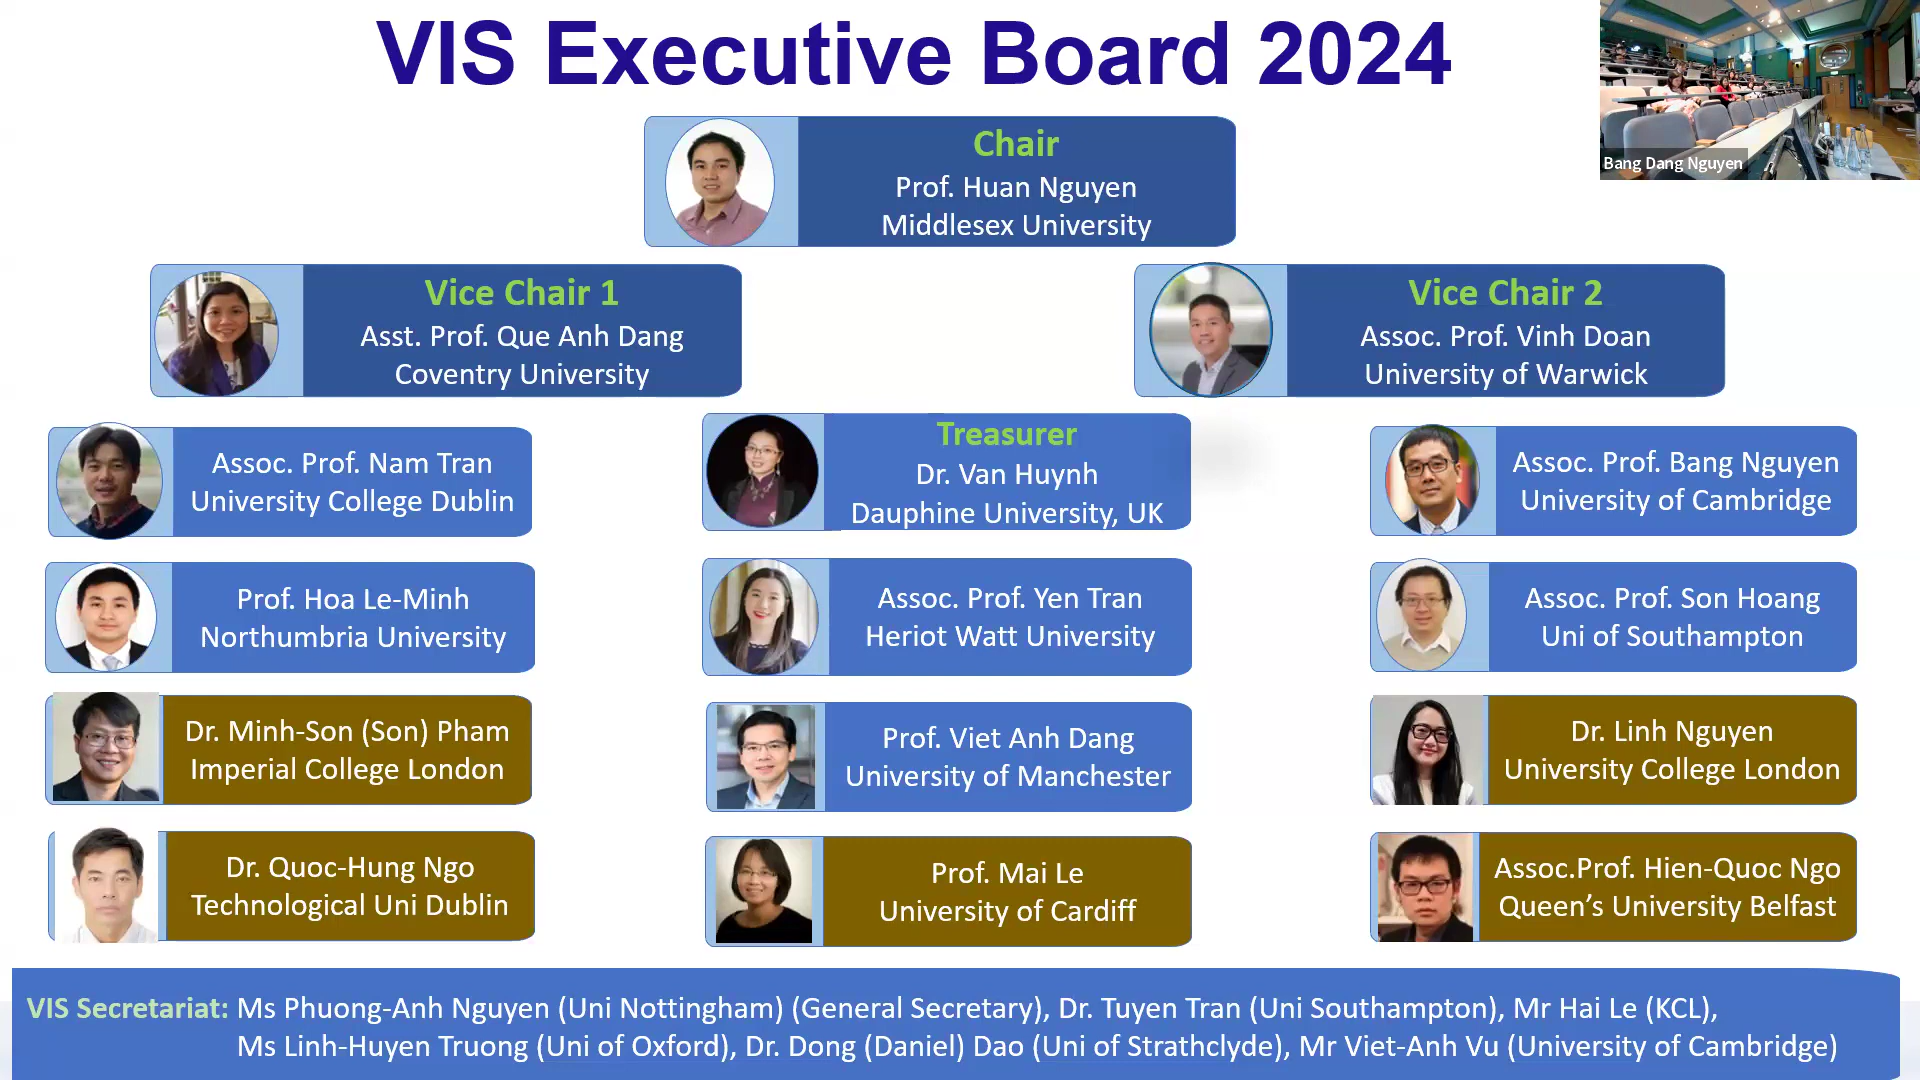 VIS Executive Board 2024
Bang Dang Nguyen
Chair
Prof. Huan Nguyen
Middlesex University
Vice Chair 1
Asst. Prof. Que Anh Dang
Coventry University
Vice Chair 2
Assoc. Prof. Vinh Doan
University of Warwick
Assoc. Prof. Nam Tran
University College Dublin
Treasurer
Dr. Van Huynh
Dauphine University, UK
Assoc. Prof. Bang Nguyen
University of Cambridge
Prof. Hoa Le-Minh
Northumbria University
Assoc. Prof. Yen Tran
Heriot Watt University
Assoc. Prof. Son Hoang
Uni of Southampton
Dr. Minh-Son (Son) Pham
Imperial College London
Prof. Viet Anh Dang
University of Manchester
Dr. Linh Nguyen
University College London
Dr. Quoc-Hung Ngo
Technological Uni Dublin
Prof. Mai Le
University of Cardiff
Assoc.Prof. Hien-Quoc Ngo
Queen’s University Belfast
VIS Secretariat: Ms Phuong-Anh Nguyen (Uni Nottingham) (General Secretary), Dr. Tuyen Tran (Uni Southampton), Mr Hai Le (KCL),
Ms Linh-Huyen Truong (Uni of Oxford), Dr. Dong (Daniel) Dao (Uni of Strathclyde), Mr Viet-Anh Vu (University of Cambridge)